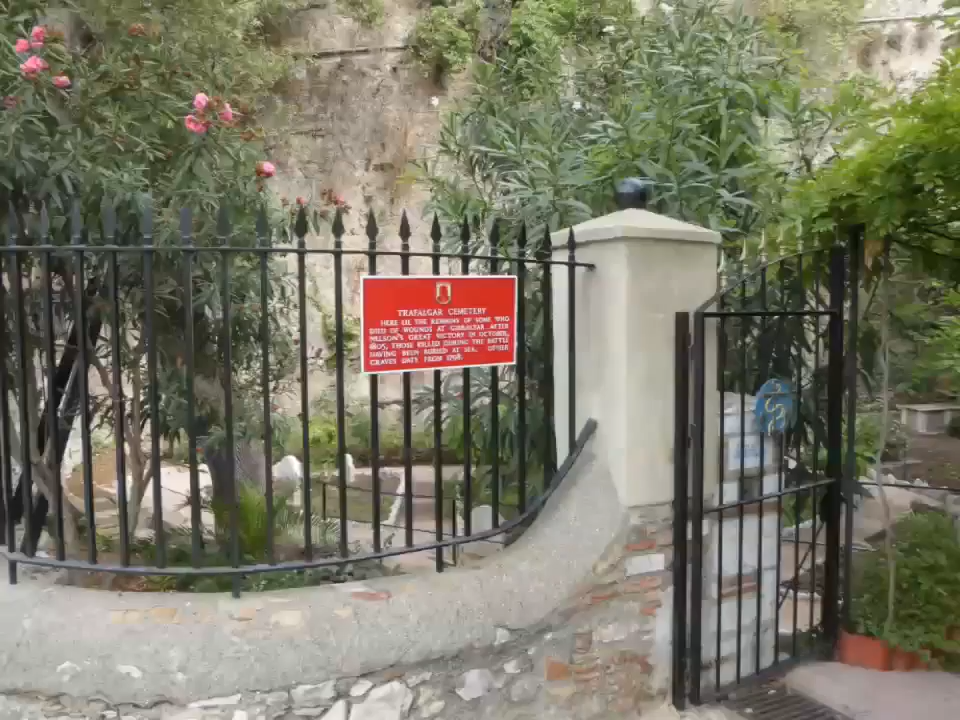 TRAFALGAR CEMETERY
HERE LIE THE REMAINS OF SOME WHO
DIED OF WOUNDS AT GIBRALTAR AFTER
NELSON'S GREAT VICTORY IN OCTOBER,
1805, THOSE KILLED DURING THE BATTLE
HAVING BEEN BURIED AT SEA. OTHER
GRAVES DATE FROM 1798.